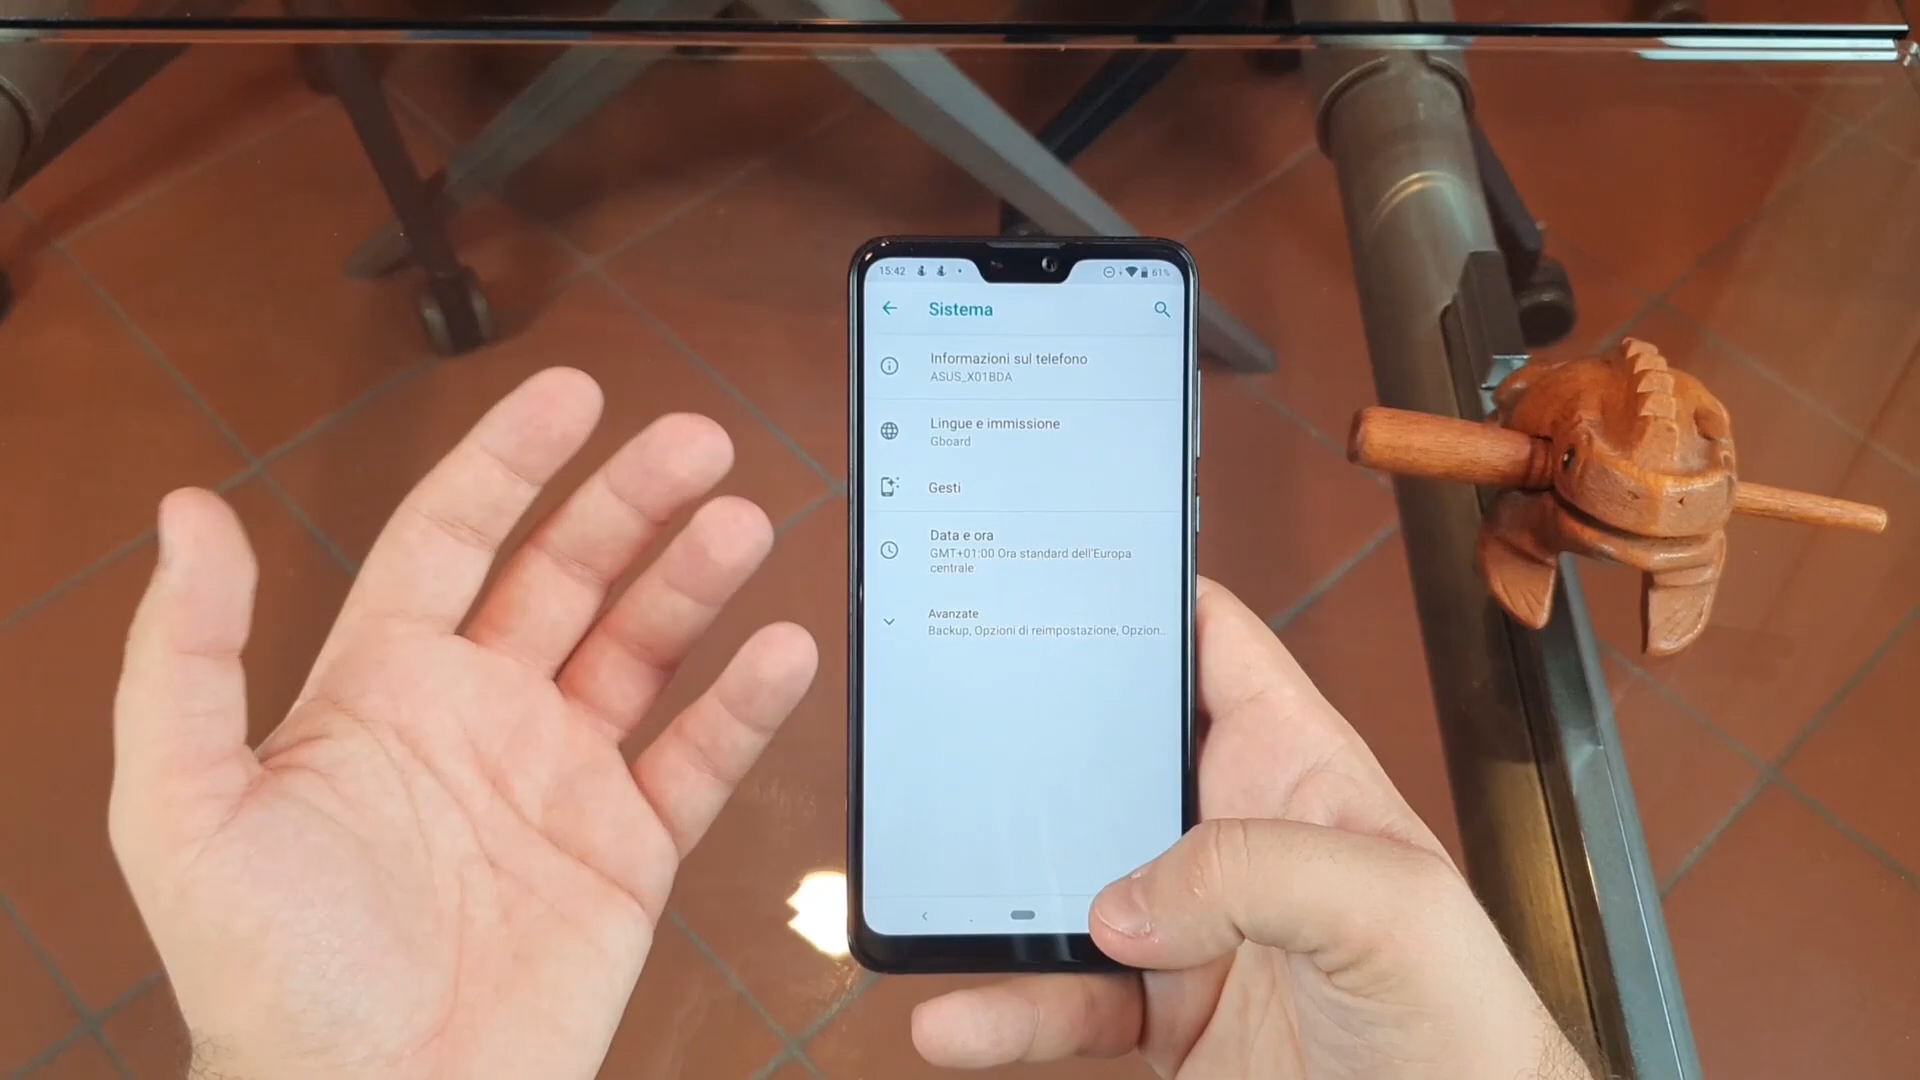 15:42
61%
Sistema
Informazioni sul telefono
ASUS_X01BDA
Lingue e immissione
Gboard
Gesti
Data e ora
GMT+01:00 Ora standard dell'Europa
centrale
Avanzate
Backup, Opzioni di reimpostazione, Opzion...